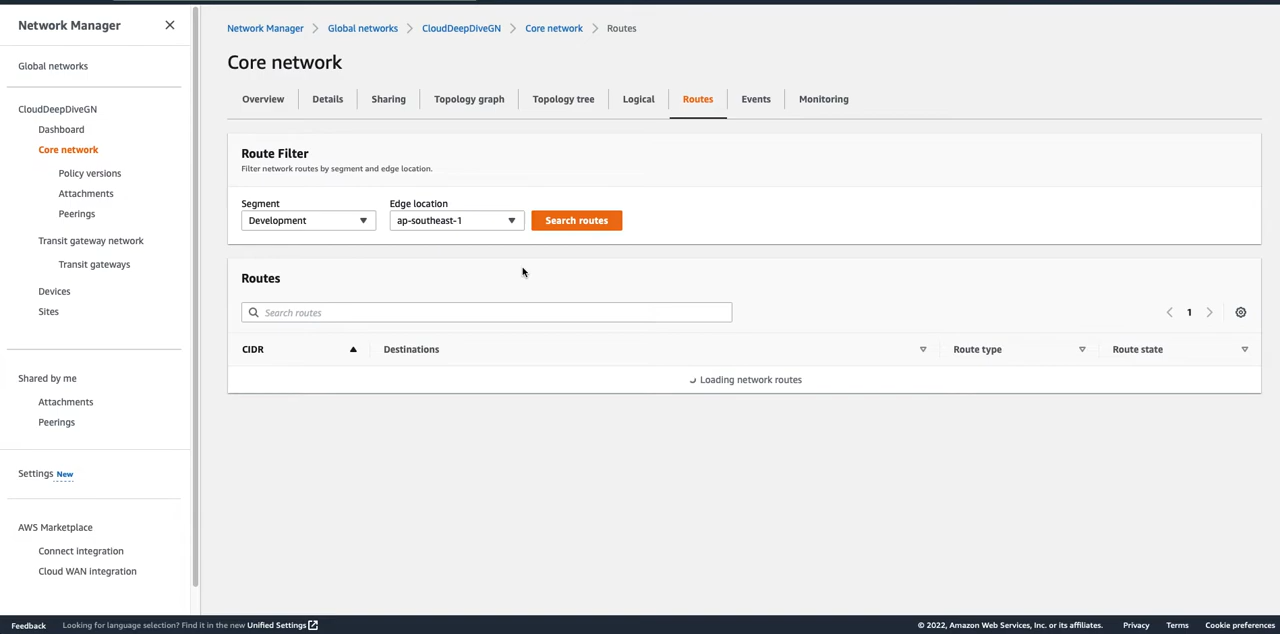 Network Manager
Global networks
CloudDeepDiveGN
Dashboard
Core network
Policy versions
Attachments
Peerings
Transit gateway network
Transit gateways
Devices
Sites
Shared by me
Attachments
Peerings
Settings New
AWS Marketplace
Connect integration
Cloud WAN integration
Network Manager > Global networks > CloudDeepDiveGN > Core network > Routes
Core network
Overview Details Sharing Topology graph Topology tree Logical Routes Events Monitoring
Route Filter
Filter network routes by segment and edge location.
Segment Edge location
Development ap-southeast-1 Search routes
Routes
Search routes 1
CIDR Destinations Route type Route state
Loading network routes
Feedback Looking for language selection? Find it in the new Unified Settings © 2022, Amazon Web Services, Inc. or its affiliates. Privacy Terms Cookie preferences